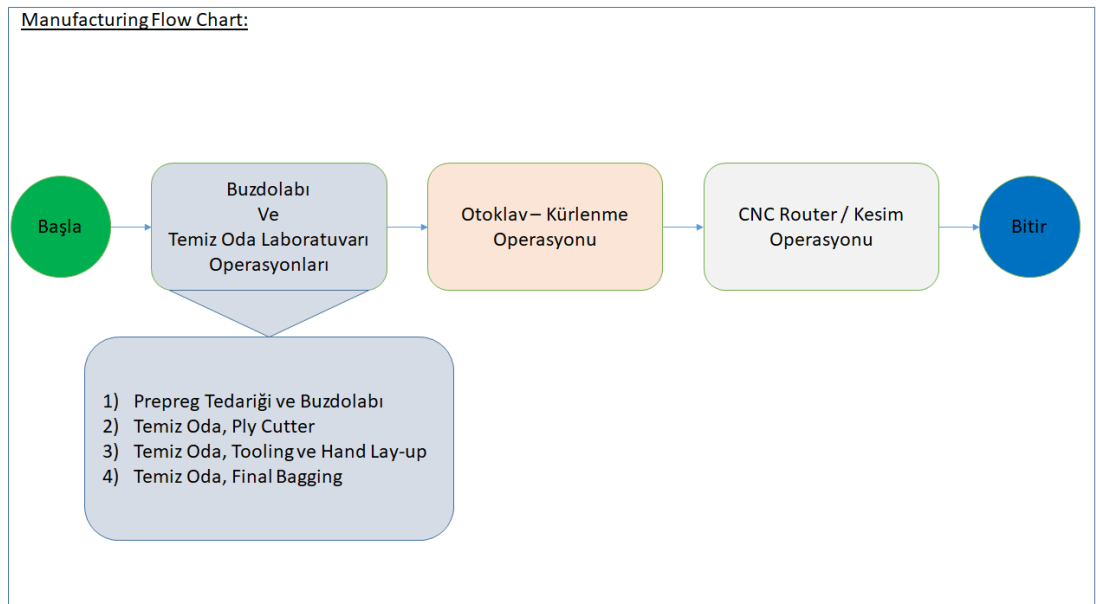 Manufacturing Flow Chart:
Başla
Buzdolabı
Ve
Temiz Oda Laboratuvarı
Operasyonları
Otoklav – Kürlenme
Operasyonu
CNC Router / Kesim
Operasyonu
Bitir
1) Prepreg Tedariği ve Buzdolabı
2) Temiz Oda, Ply Cutter
3) Temiz Oda, Tooling ve Hand Lay-up
4) Temiz Oda, Final Bagging